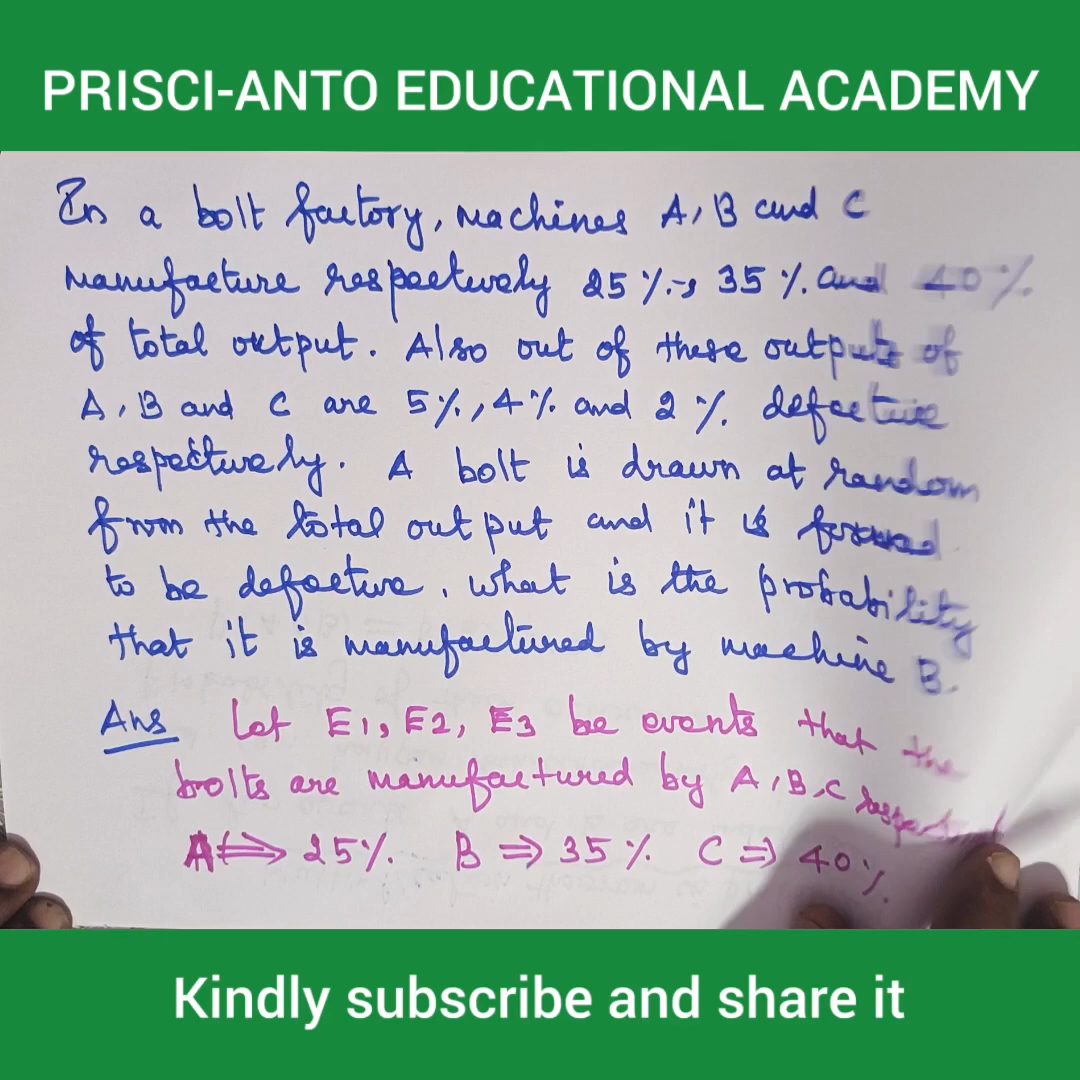 PRISCI-ANTO EDUCATIONAL ACADEMY
In a bolt factory, machines A, B and C
manufacture respectively 25%, 35% and 40%
of total output. Also out of these outputs of
A, B and C are 5%, 4% and 2% defective
respectively. A bolt is drawn at random
from the total output and it is found
to be defective. what is the probability
that it is manufactured by machine B.
Ans Let E1, E2, E3 be events that the
bolts are manufactured by A, B, C
A ⇔ 25%. B ⇒ 35% C ⇒ 40%.
Kindly subscribe and share it